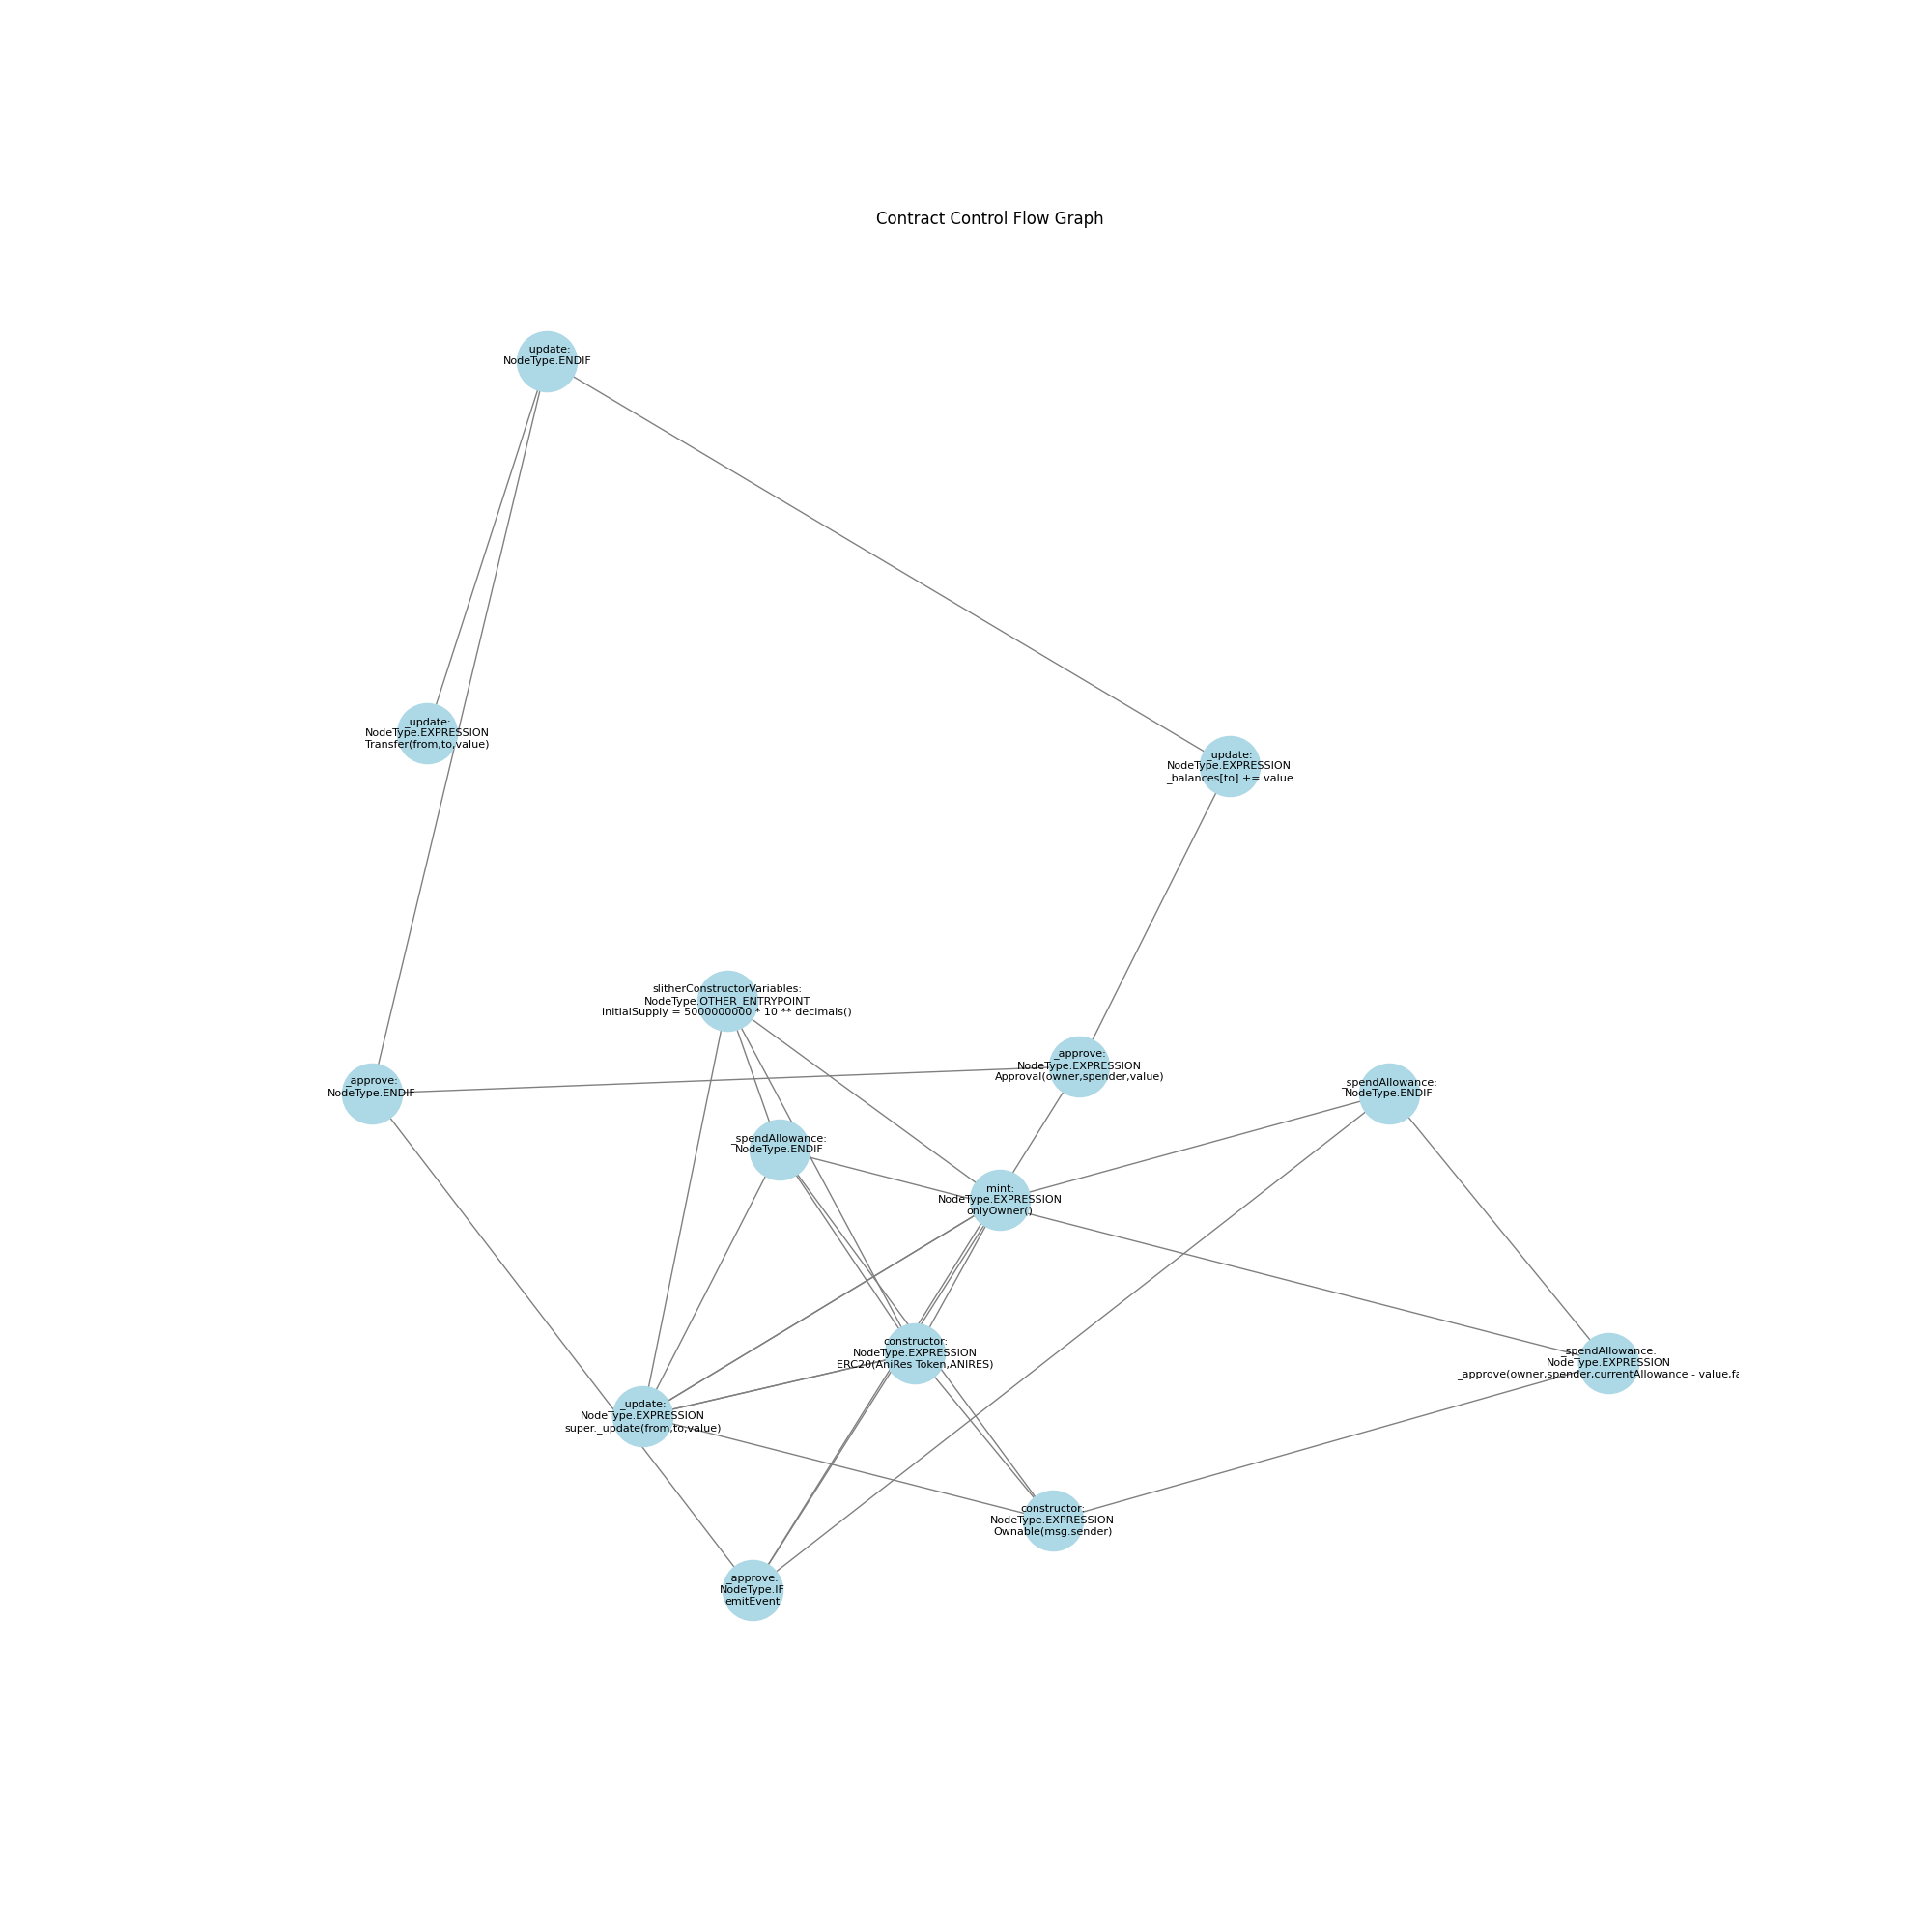 Contract Control Flow Graph
_update:
NodeType.ENDIF
_update:
NodeType.EXPRESSION
Transfer(from,to,value)
_update:
NodeType.EXPRESSION
_balances[to] += value
slitherConstructorVariables:
NodeType.OTHER_ENTRYPOINT
initialSupply = 5000000000 * 10 ** decimals()
_approve:
NodeType.EXPRESSION
Approval(owner,spender,value)
_approve:
NodeType.ENDIF
_spendAllowance:
NodeType.ENDIF
_spendAllowance:
NodeType.ENDIF
mint:
NodeType.EXPRESSION
onlyOwner()
constructor:
NodeType.EXPRESSION
ERC20(AniRes Token,ANIRES)
_spendAllowance:
NodeType.EXPRESSION
_approve(owner,spender,currentAllowance - value,fa
_update:
NodeType.EXPRESSION
super._update(from,to,value)
constructor:
NodeType.EXPRESSION
Ownable(msg.sender)
_approve:
NodeType.IF
emitEvent